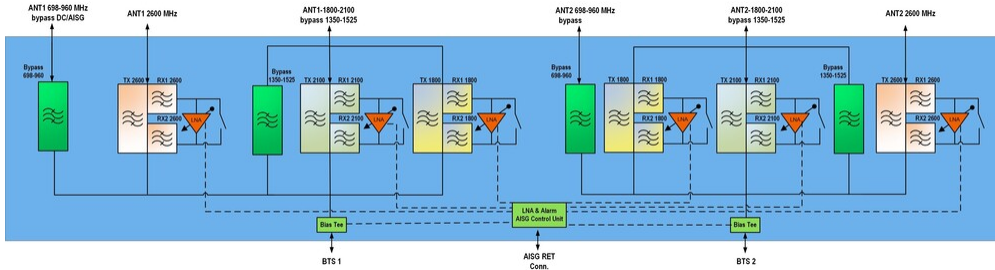 ANT1 698-960 MHz
bypass DC/AISG
ANT1 2600 MHz
ANT1-1800-2100
bypass 1350-1525
ANT2 698-960 MHz
bypass
ANT2-1800-2100
bypass 1350-1525
ANT2 2600 MHz
Bypass
698-960
TX 2600
RX1 2600
RX2 2600
LNA
Bypass
1350-1525
TX 2100
RX1 2100
RX2 2100
LNA
TX 1800
RX1 1800
RX2 1800
LNA
Bypass
698-960
TX 1800
RX1 1800
RX2 1800
LNA
TX 2100
RX1 2100
RX2 2100
LNA
Bypass
1350-1525
TX 2600
RX1 2600
RX2 2600
LNA
Bias Tee
LNA & Alarm
AISG Control Unit
Bias Tee
BTS 1
AISG RET
Conn.
BTS 2